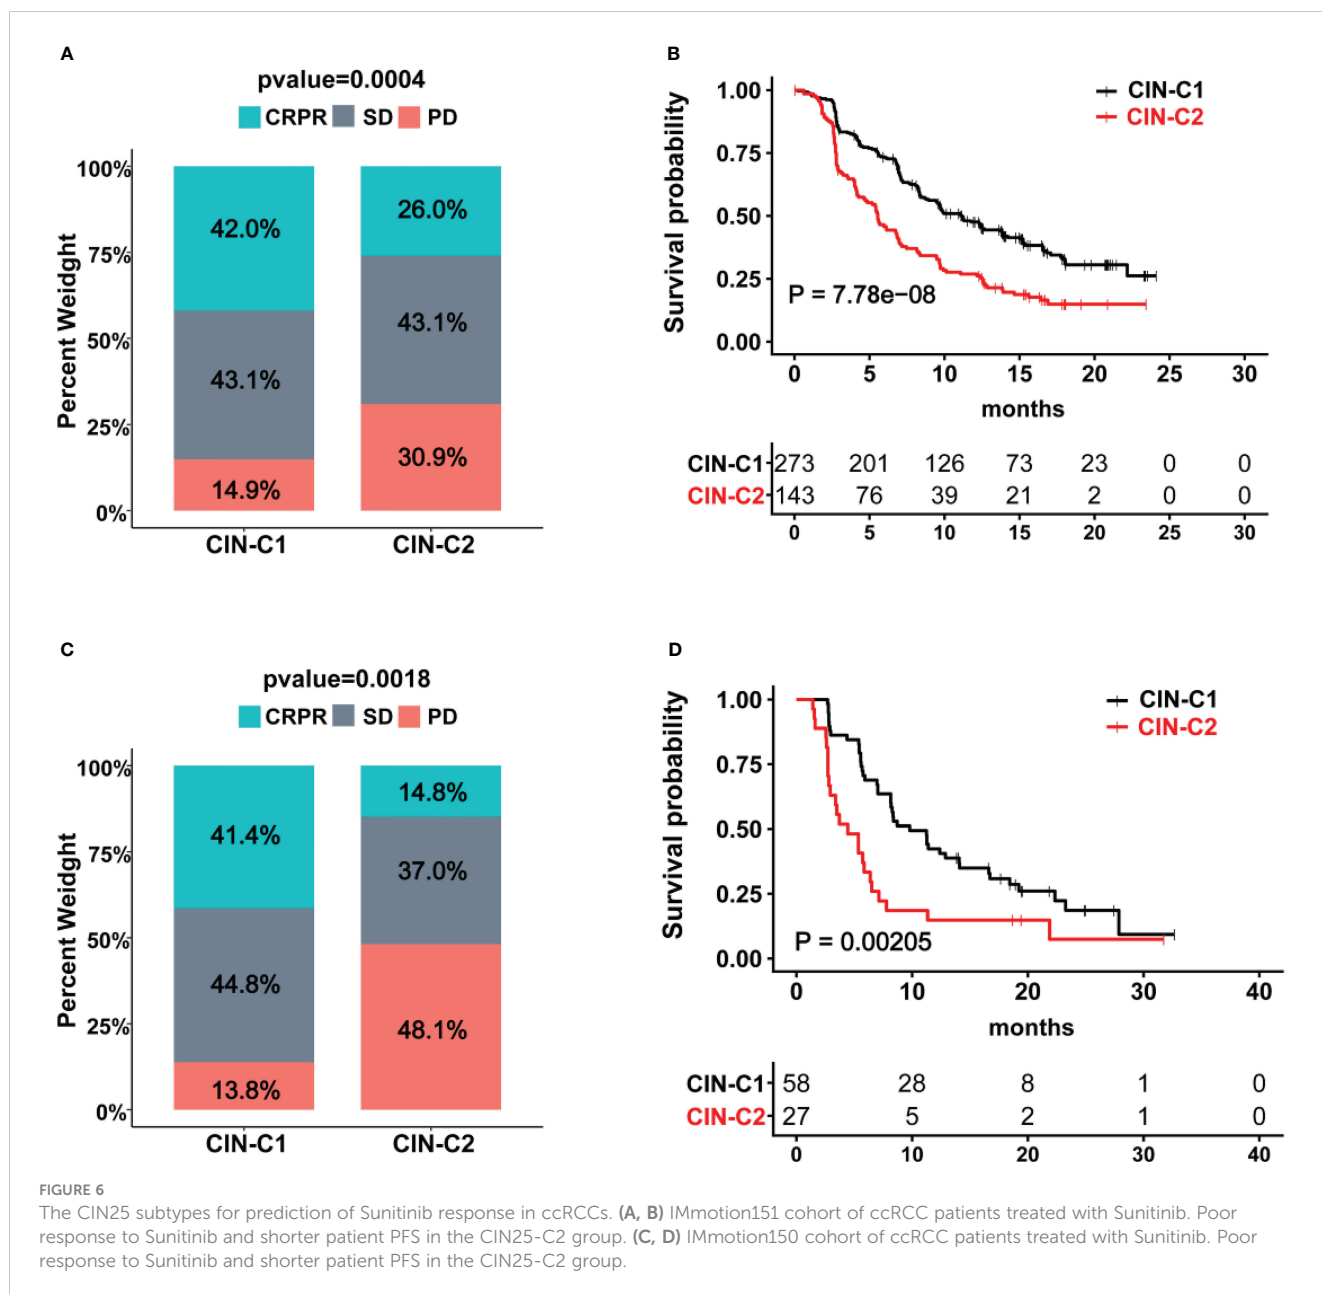 A
pvalue=0.0004
CRPR SD PD
Percent Weidght
100%
75%
50%
25%
0%
42.0%
43.1%
14.9%
26.0%
43.1%
30.9%
CIN-C1 CIN-C2
B
CIN-C1
CIN-C2
Survival probability
1.00
0.75
0.50
0.25
0.00
P = 7.78e−08
0 5 10 15 20 25 30
months
CIN-C1 273 201 126 73 23 0 0
CIN-C2 143 76 39 21 2 0 0
0 5 10 15 20 25 30
C
pvalue=0.0018
CRPR SD PD
Percent Weidght
100%
75%
50%
25%
0%
41.4%
44.8%
13.8%
14.8%
37.0%
48.1%
CIN-C1 CIN-C2
D
CIN-C1
CIN-C2
Survival probability
1.00
0.75
0.50
0.25
0.00
P = 0.00205
0 10 20 30 40
months
CIN-C1 58 28 8 1 0
CIN-C2 27 5 2 1 0
0 10 20 30 40
FIGURE 6
The CIN25 subtypes for prediction of Sunitinib response in ccRCCs. (A, B) IMmotion151 cohort of ccRCC patients treated with Sunitinib. Poor
response to Sunitinib and shorter patient PFS in the CIN25-C2 group. (C, D) IMmotion150 cohort of ccRCC patients treated with Sunitinib. Poor
response to Sunitinib and shorter patient PFS in the CIN25-C2 group.